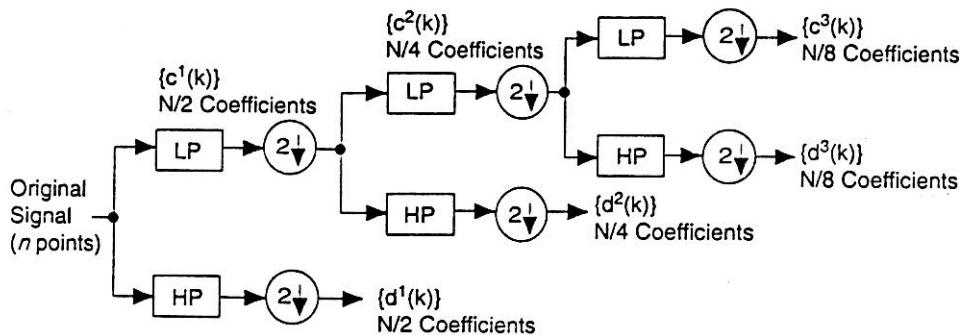 {c²(k)}
N/4 Coefficients
LP
2↓
{c³(k)}
N/8 Coefficients
{c¹(k)}
N/2 Coefficients
LP
2↓
LP
2↓
HP
2↓
{d³(k)}
N/8 Coefficients
Original
Signal
(n points)
HP
2↓
{d²(k)}
N/4 Coefficients
HP
2↓
{d¹(k)}
N/2 Coefficients